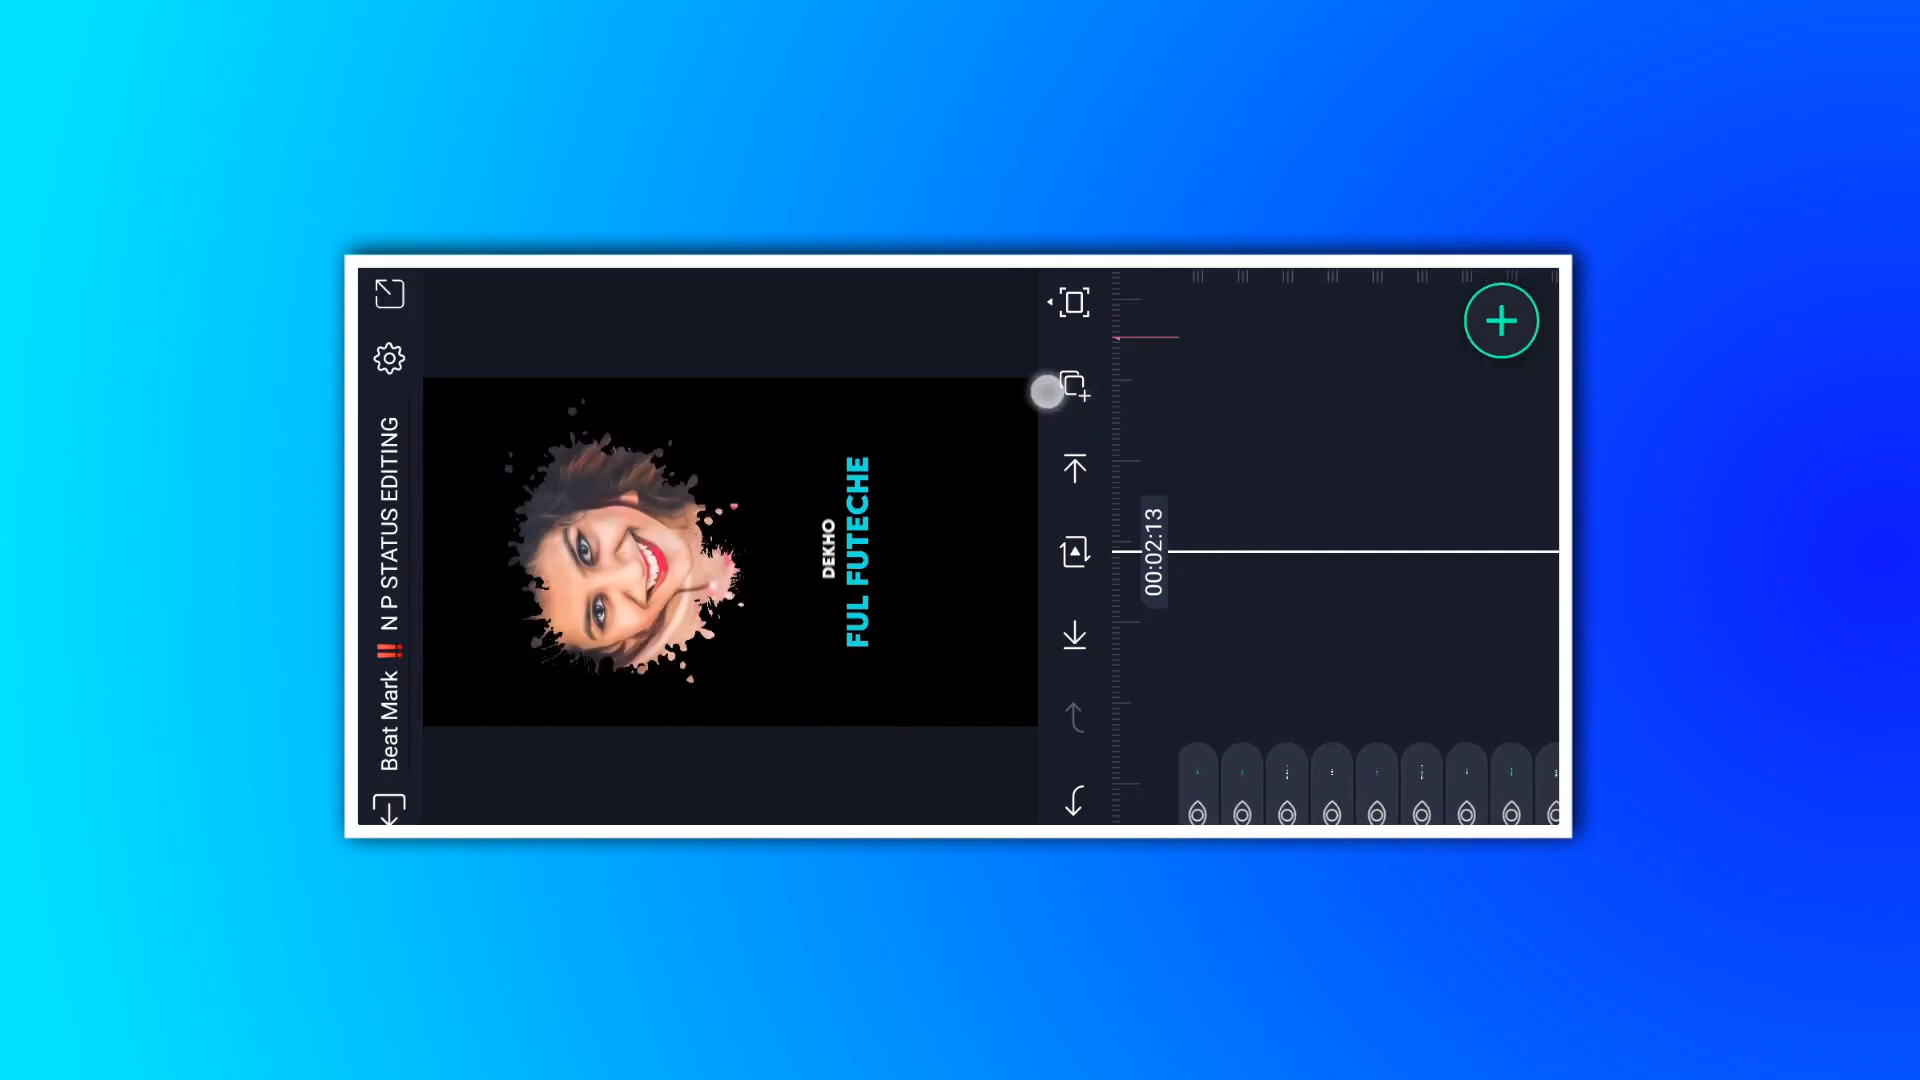 Beat Mark ‼️ N P STATUS EDITING
DEKHO
FUL FUTECHE
00:02:13